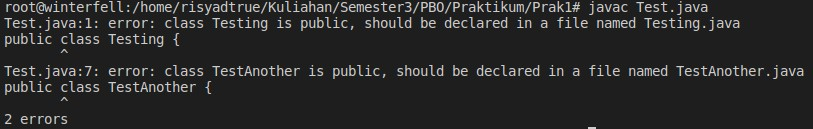 root@winterfell:/home/risyadtrue/Kuliahan/Semester3/PBO/Praktikum/Prak1# javac Test.java
Test.java:1: error: class Testing is public, should be declared in a file named Testing.java
public class Testing {
       ^
Test.java:7: error: class TestAnother is public, should be declared in a file named TestAnother.java
public class TestAnother {
       ^
2 errors